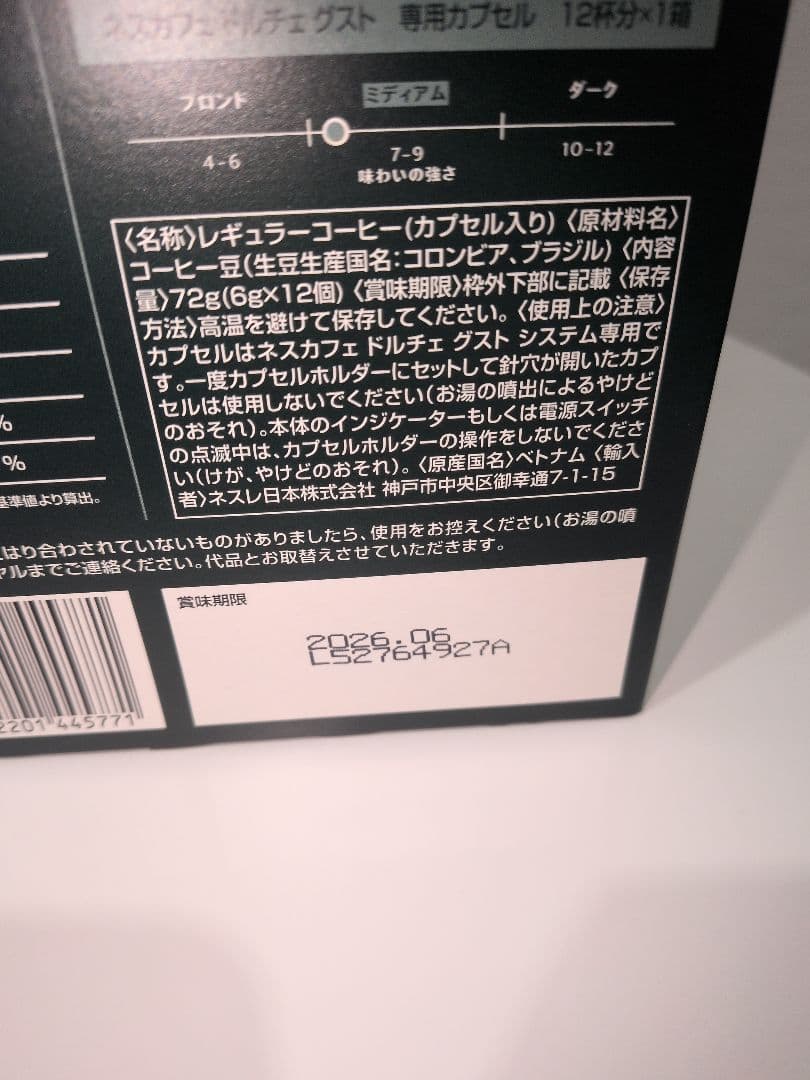 ネスカフェ ドルチェ グスト 専用カプセル 12杯分×1箱
ブロンド ミディアム ダーク
4-6 7-9 10-12
味わいの強さ
〈名称〉レギュラーコーヒー(カプセル入り)〈原材料名〉
コーヒー豆(生豆生産国名:コロンビア、ブラジル)〈内容
量〉72g(6g×12個)〈賞味期限〉枠外下部に記載〈保存
方法〉高温を避けて保存してください。〈使用上の注意〉
カプセルはネスカフェ ドルチェ グスト システム専用で
す。一度カプセルホルダーにセットして針穴が開いたカプ
セルは使用しないでください(お湯の噴出によるやけど
のおそれ)。本体のインジケーターもしくは電源スイッチ
の点滅中は、カプセルホルダーの操作をしないでくださ
い(けが、やけどのおそれ)。〈原産国名〉ベトナム〈輸入
者〉ネスレ日本株式会社 神戸市中央区御幸通7-1-15
%
%
基準値より算出。
はり合わされていないものがありましたら、使用をお控えください(お湯の噴
ヤルまでご連絡ください。代品とお取替えさせていただきます。
賞味期限
2026.06
L52764927A
2201 445771